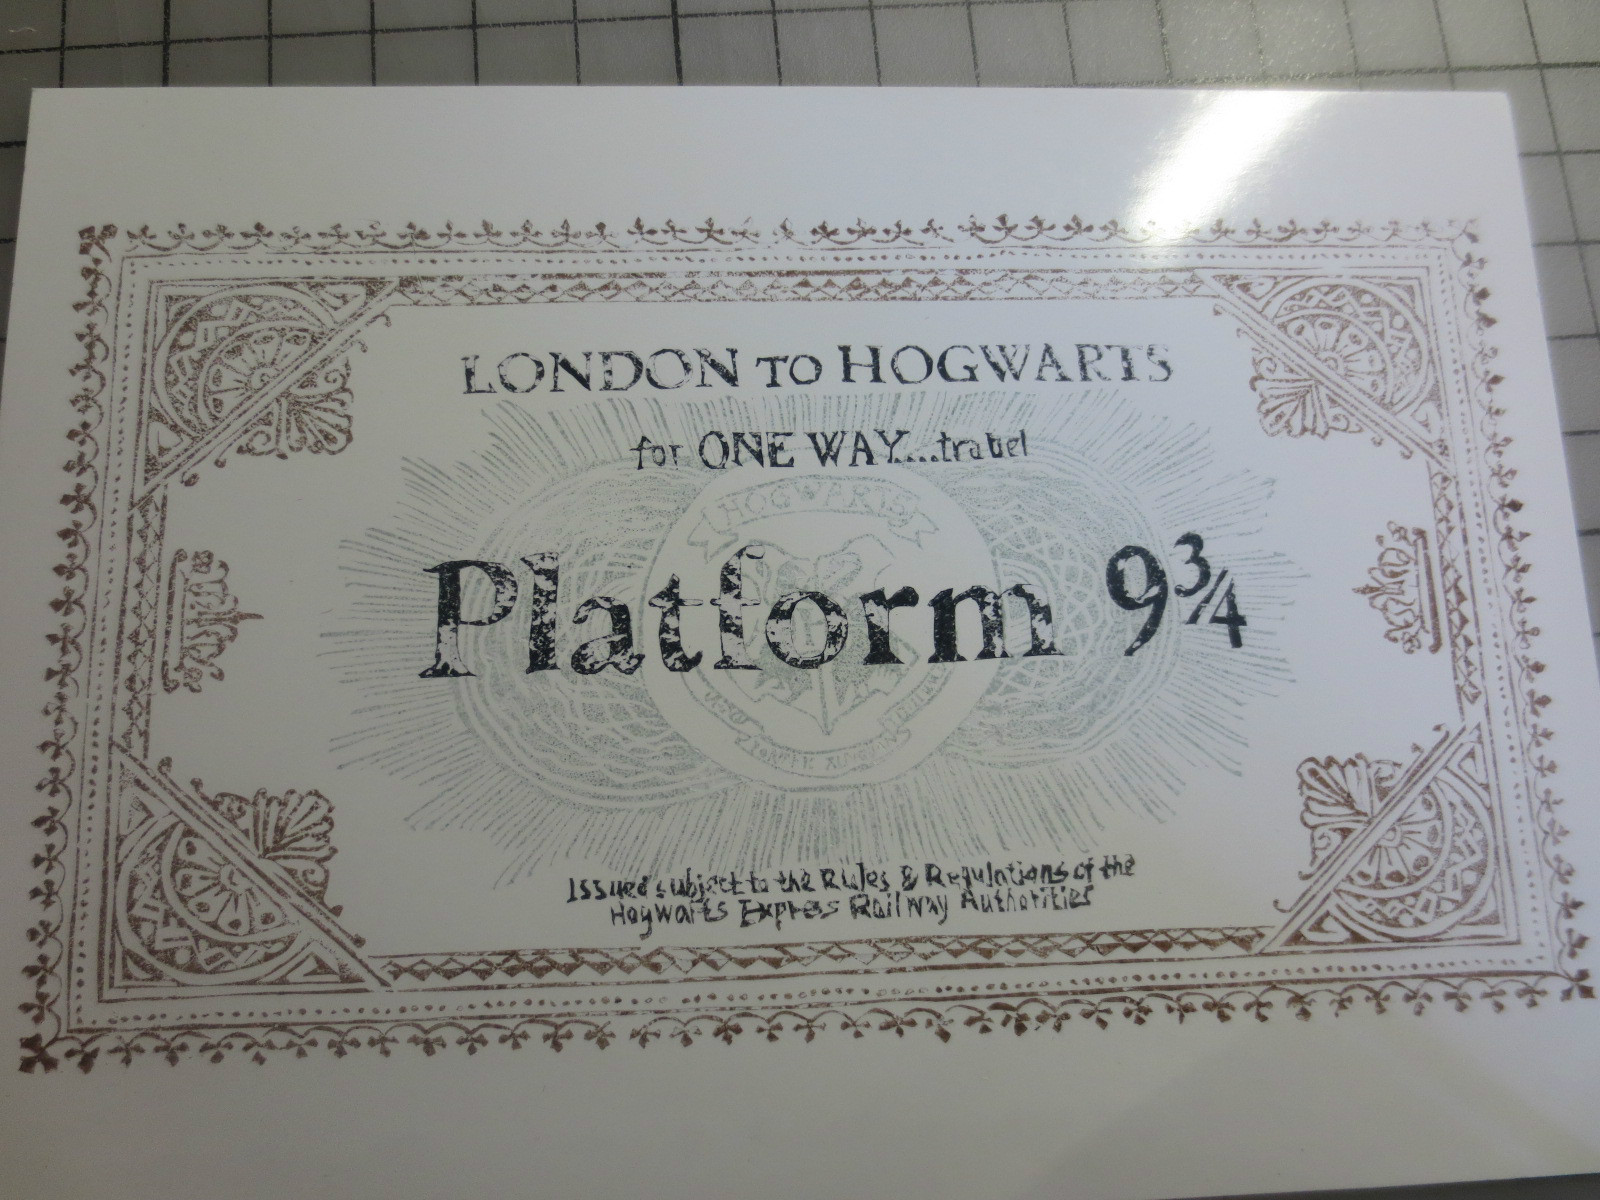 LONDON TO HOGWARTS
for ONE WAY....trabel
HOGWARTS
Platform 9¾
Issued subject to the Rules & Regulations of the
Hogwarts Express Railway Authorities